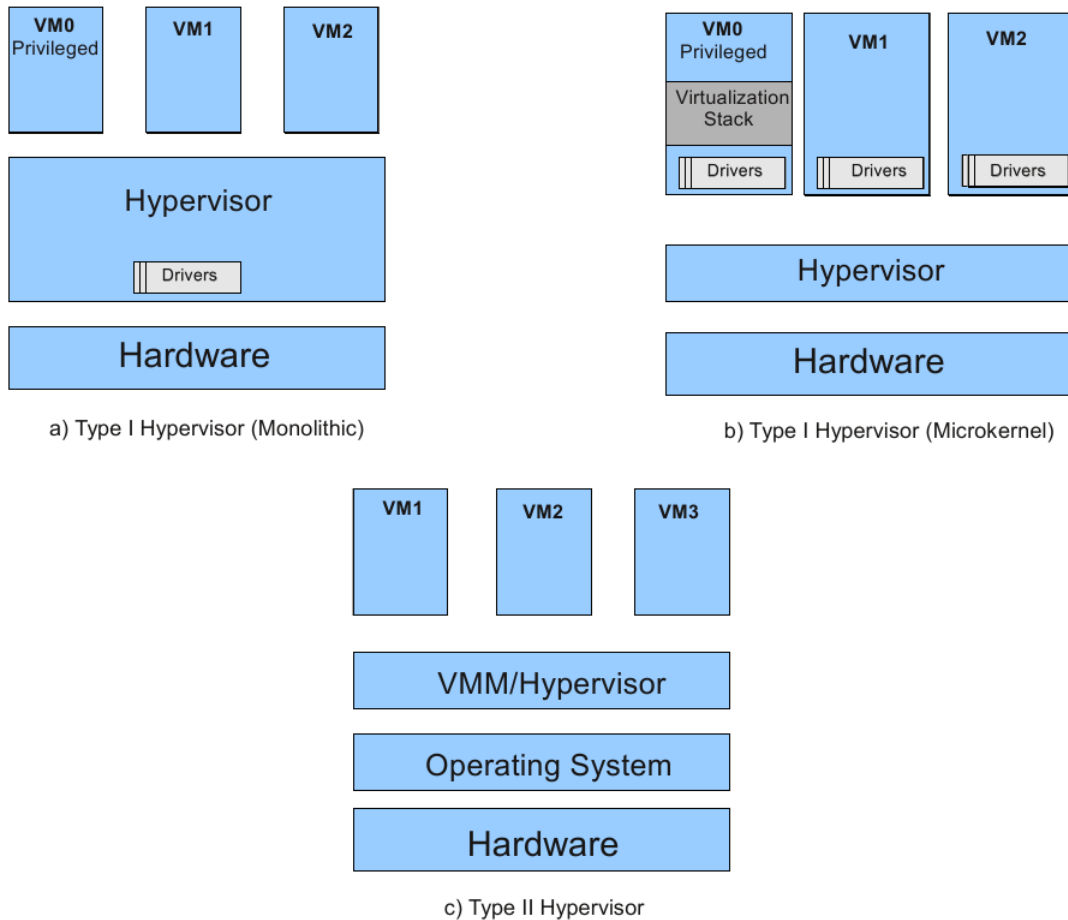 VM0
Privileged
VM1
VM2
Hypervisor
Drivers
Hardware
a) Type I Hypervisor (Monolithic)
VM0
Privileged
Virtualization
Stack
Drivers
VM1
Drivers
VM2
Drivers
Hypervisor
Hardware
b) Type I Hypervisor (Microkernel)
VM1
VM2
VM3
VMM/Hypervisor
Operating System
Hardware
c) Type II Hypervisor